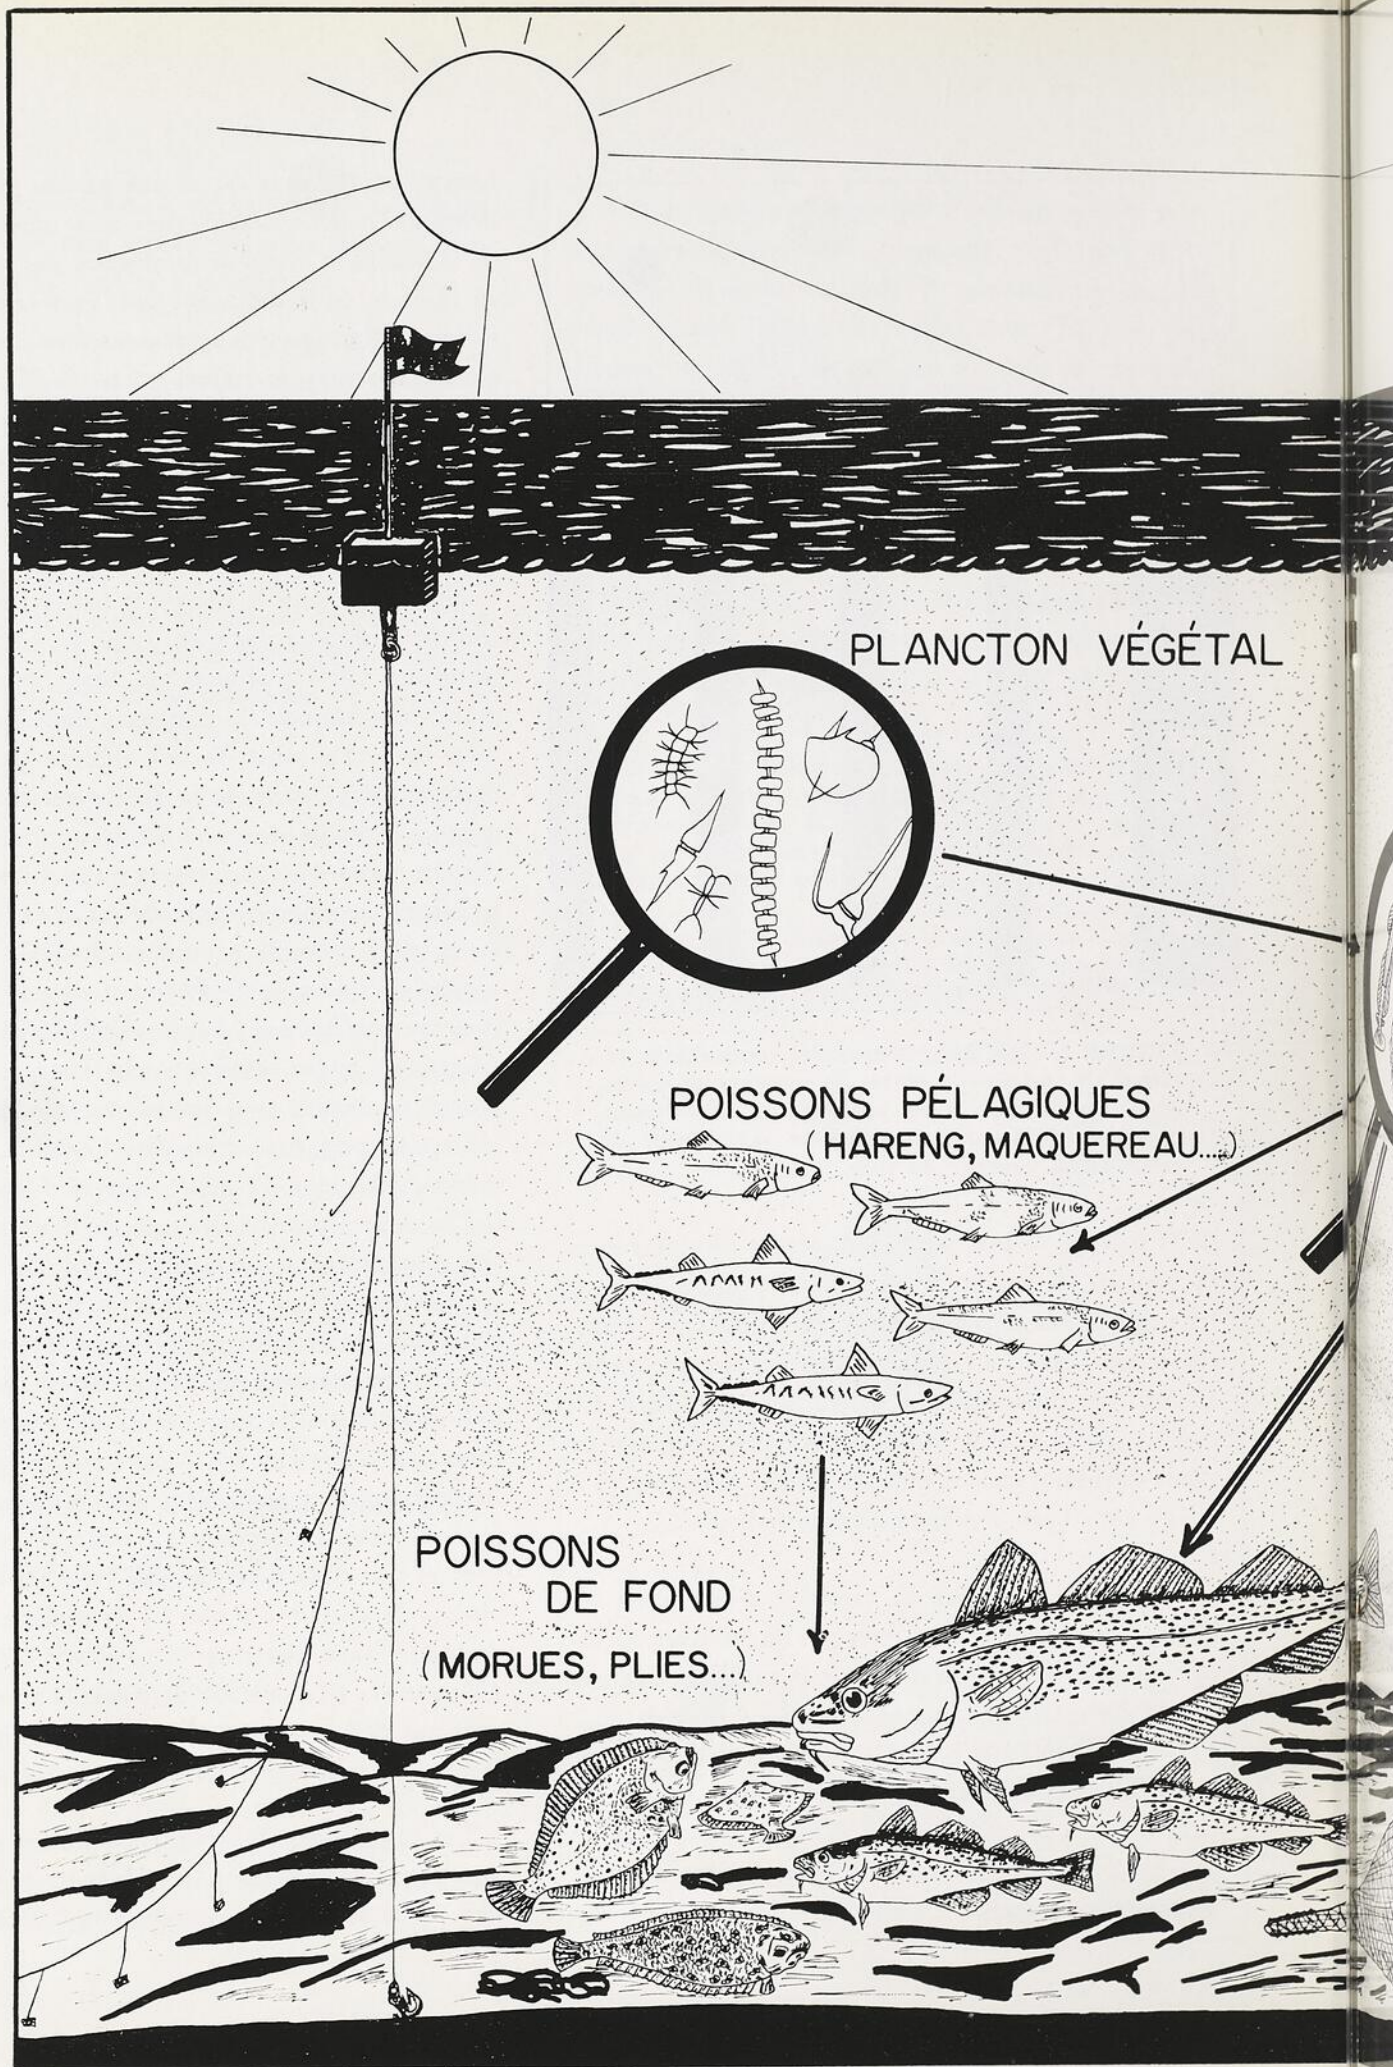 PLANCTON VÉGÉTAL
POISSONS PÉLAGIQUES
(HARENG, MAQUEREAU....)
POISSONS
DE FOND
(MORUES, PLIES...)